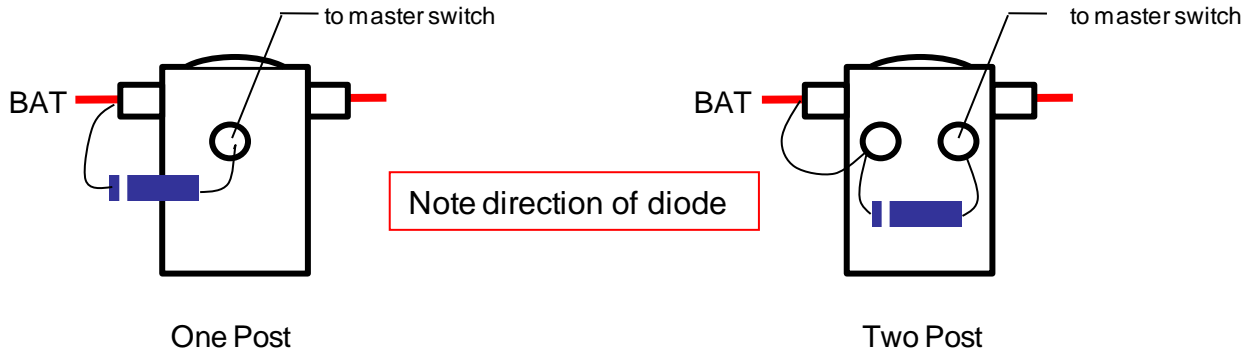 to master switch
to master switch
BAT
BAT
Note direction of diode
One Post
Two Post